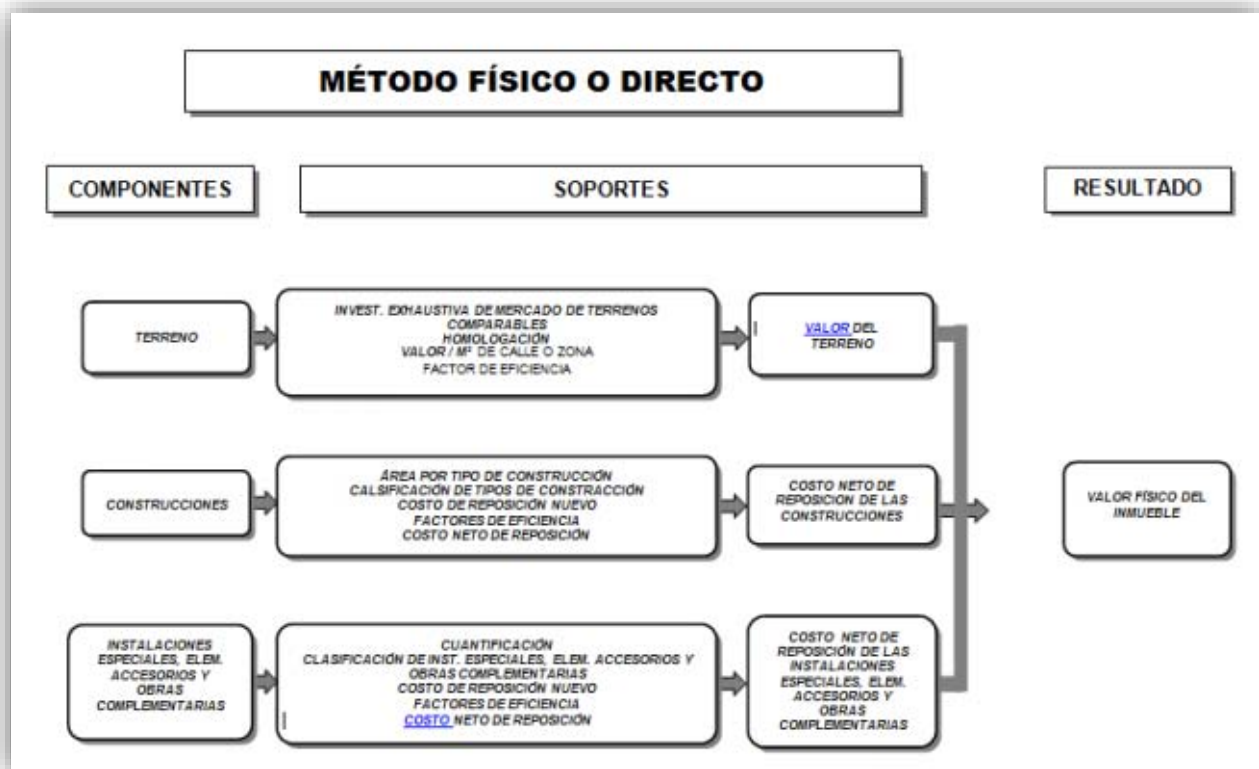 MÉTODO FÍSICO O DIRECTO
COMPONENTES
SOPORTES
RESULTADO
TERRENO
INVEST. EXHAUSTIVA DE MERCADO DE TERRENOS
COMPARABLES
HOMOLOGACIÓN
VALOR / M² DE CALLE O ZONA
FACTOR DE EFICIENCIA
VALOR DEL
TERRENO
CONSTRUCCIONES
ÁREA POR TIPO DE CONSTRUCCIÓN
CALSIFICACIÓN DE TIPOS DE CONSTRACCIÓN
COSTO DE REPOSICIÓN NUEVO
FACTORES DE EFICIENCIA
COSTO NETO DE REPOSICIÓN
COSTO NETO DE
REPOSICION DE LAS
CONSTRUCCIONES
VALOR FÍSICO DEL
INMUEBLE
INSTALACIONES
ESPECIALES, ELEM.
ACCESORIOS Y
OBRAS
COMPLEMENTARIAS
CUANTIFICACIÓN
CLASIFICACIÓN DE INST. ESPECIALES, ELEM. ACCESORIOS Y
OBRAS COMPLEMENTARIAS
COSTO DE REPOSICIÓN NUEVO
FACTORES DE EFICIENCIA
COSTO NETO DE REPOSICIÓN
COSTO NETO DE
REPOSICIÓN DE LAS
INSTALACIONES
ESPECIALES, ELEM.
ACCESORIOS Y
OBRAS
COMPLEMENTARIAS